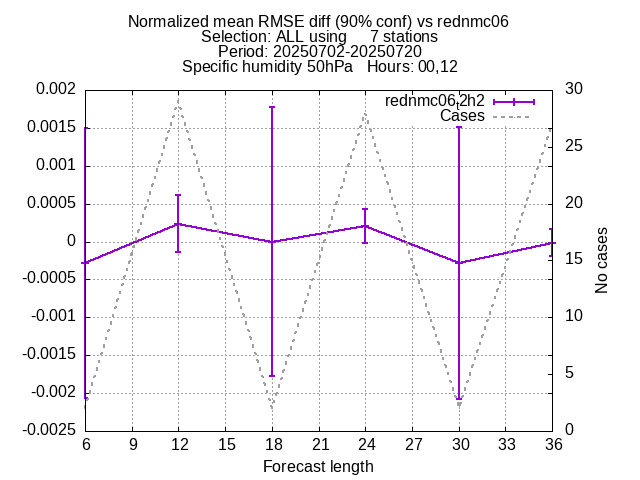 Normalized mean RMSE diff (90% conf) vs rednmc06
Selection: ALL using 7 stations
Period: 20250702-20250720
Specific humidity 50hPa Hours: 00,12
0.002
0.0015
0.001
0.0005
0
-0.0005
-0.001
-0.0015
-0.002
-0.0025
30
25
20
15
10
5
0
rednmc06,2h2
Cases
No cases
6 9 12 15 18 21 24 27 30 33 36
Forecast length